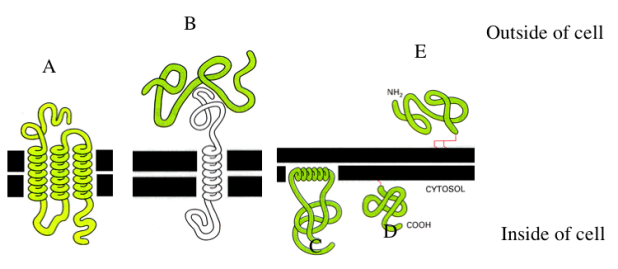 B
Outside of cell
E
A
NH2
CYTOSOL
COOH
D
C
Inside of cell